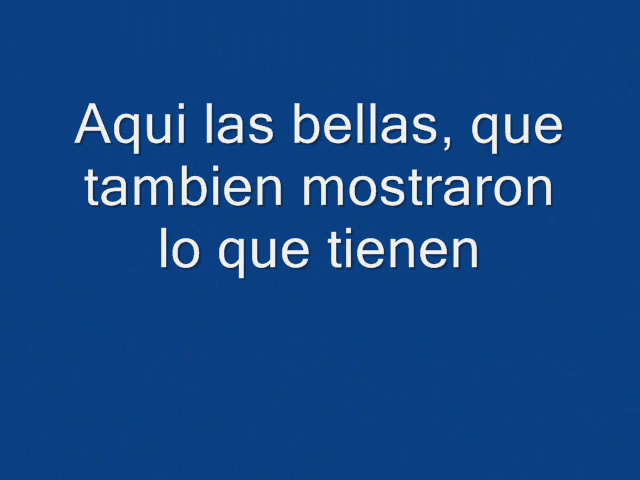 Aqui las bellas, que
tambien mostraron
lo que tienen